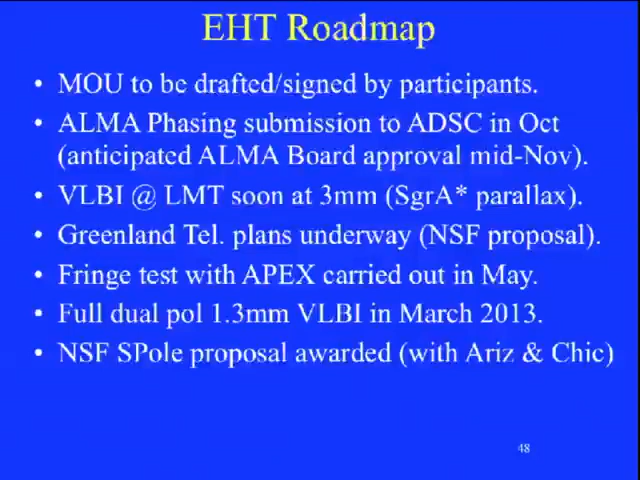 EHT Roadmap
• MOU to be drafted/signed by participants.
• ALMA Phasing submission to ADSC in Oct
(anticipated ALMA Board approval mid-Nov).
• VLBI @ LMT soon at 3mm (SgrA* parallax).
• Greenland Tel. plans underway (NSF proposal).
• Fringe test with APEX carried out in May.
• Full dual pol 1.3mm VLBI in March 2013.
• NSF SPole proposal awarded (with Ariz & Chic)
48